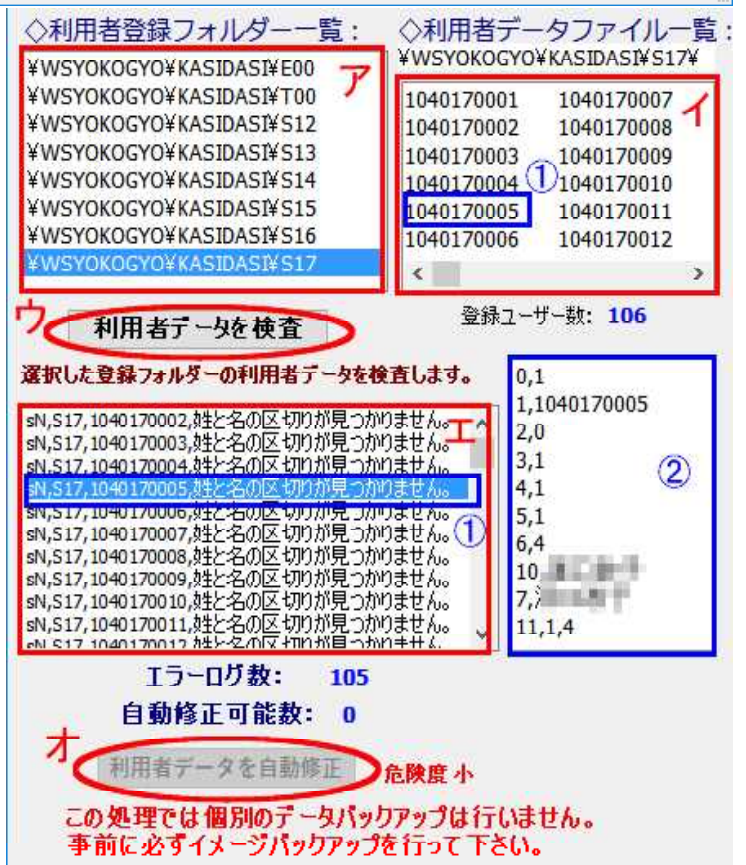 ◇利用者登録フォルダー一覧：
◇利用者データファイル一覧：
¥WSYOKOGYO¥KASIDASI¥S17¥
¥WSYOKOGYO¥KASIDASI¥E00
¥WSYOKOGYO¥KASIDASI¥T00
¥WSYOKOGYO¥KASIDASI¥S12
¥WSYOKOGYO¥KASIDASI¥S13
¥WSYOKOGYO¥KASIDASI¥S14
¥WSYOKOGYO¥KASIDASI¥S15
¥WSYOKOGYO¥KASIDASI¥S16
¥WSYOKOGYO¥KASIDASI¥S17
ア
1040170001 1040170007
1040170002 1040170008
1040170003 1040170009
1040170004 1040170010
1040170005 1040170011
1040170006 1040170012
イ
①
登録ユーザー数: 106
ウ
利用者データを検査
選択した登録フォルダーの利用者データを検査します。
sN,S17,1040170002,姓と名の区切りが見つかりません。
sN,S17,1040170003,姓と名の区切りが見つかりません。
sN,S17,1040170004,姓と名の区切りが見つかりません。
sN,S17,1040170005,姓と名の区切りが見つかりません。
sN,S17,1040170006,姓と名の区切りが見つかりません。
sN,S17,1040170007,姓と名の区切りが見つかりません。
sN,S17,1040170008,姓と名の区切りが見つかりません。
sN,S17,1040170009,姓と名の区切りが見つかりません。
sN,S17,1040170010,姓と名の区切りが見つかりません。
sN,S17,1040170011,姓と名の区切りが見つかりません。
sN,S17,1040170012,姓と名の区切りが見つかりません。
エ
①
0,1
1,1040170005
2,0
3,1
4,1
5,1
6,4
10
7,
11,1,4
②
エラーログ数: 105
自動修正可能数: 0
オ
利用者データを自動修正
危険度 小
この処理では個別のデータバックアップは行いません。
事前に必ずイメージバックアップを行って下さい。